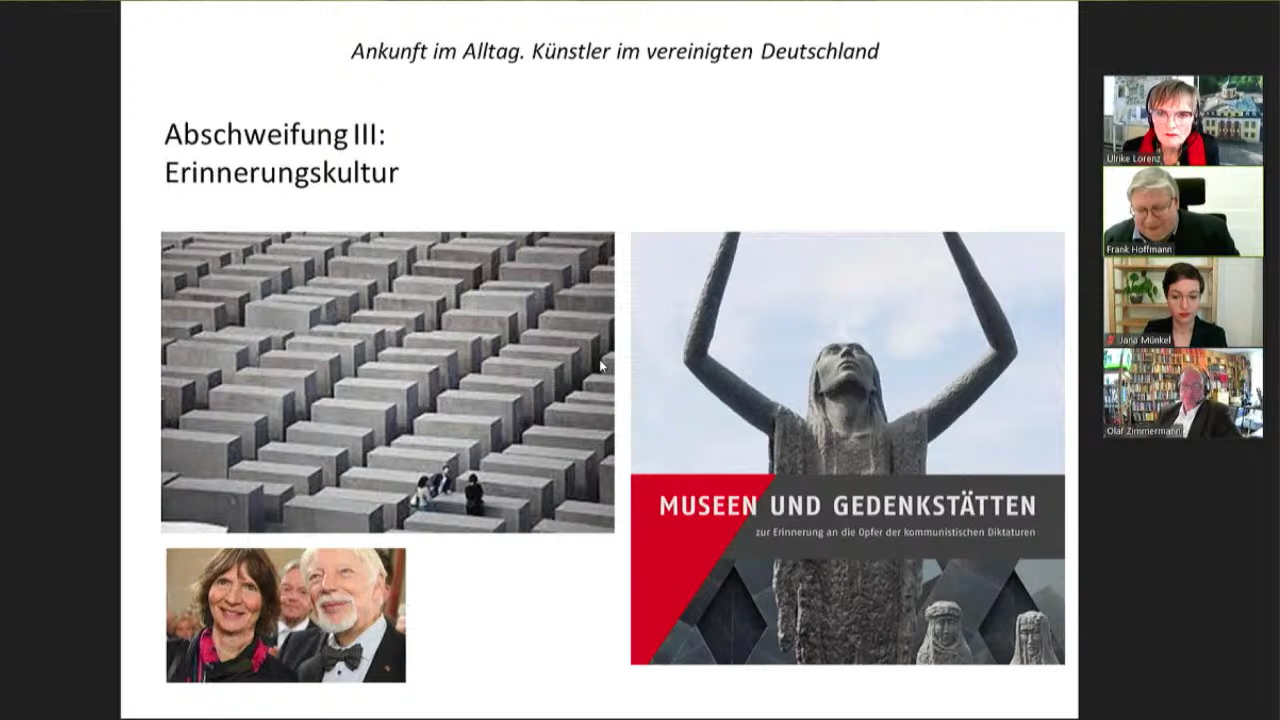 Ankunft im Alltag. Künstler im vereinigten Deutschland
Abschweifung III:
Erinnerungskultur
MUSEEN UND GEDENKSTÄTTEN
zur Erinnerung an die Opfer der kommunistischen Diktaturen
Ulrike Lorenz
Frank Hoffmann
Jana Münkel
Olaf Zimmermann